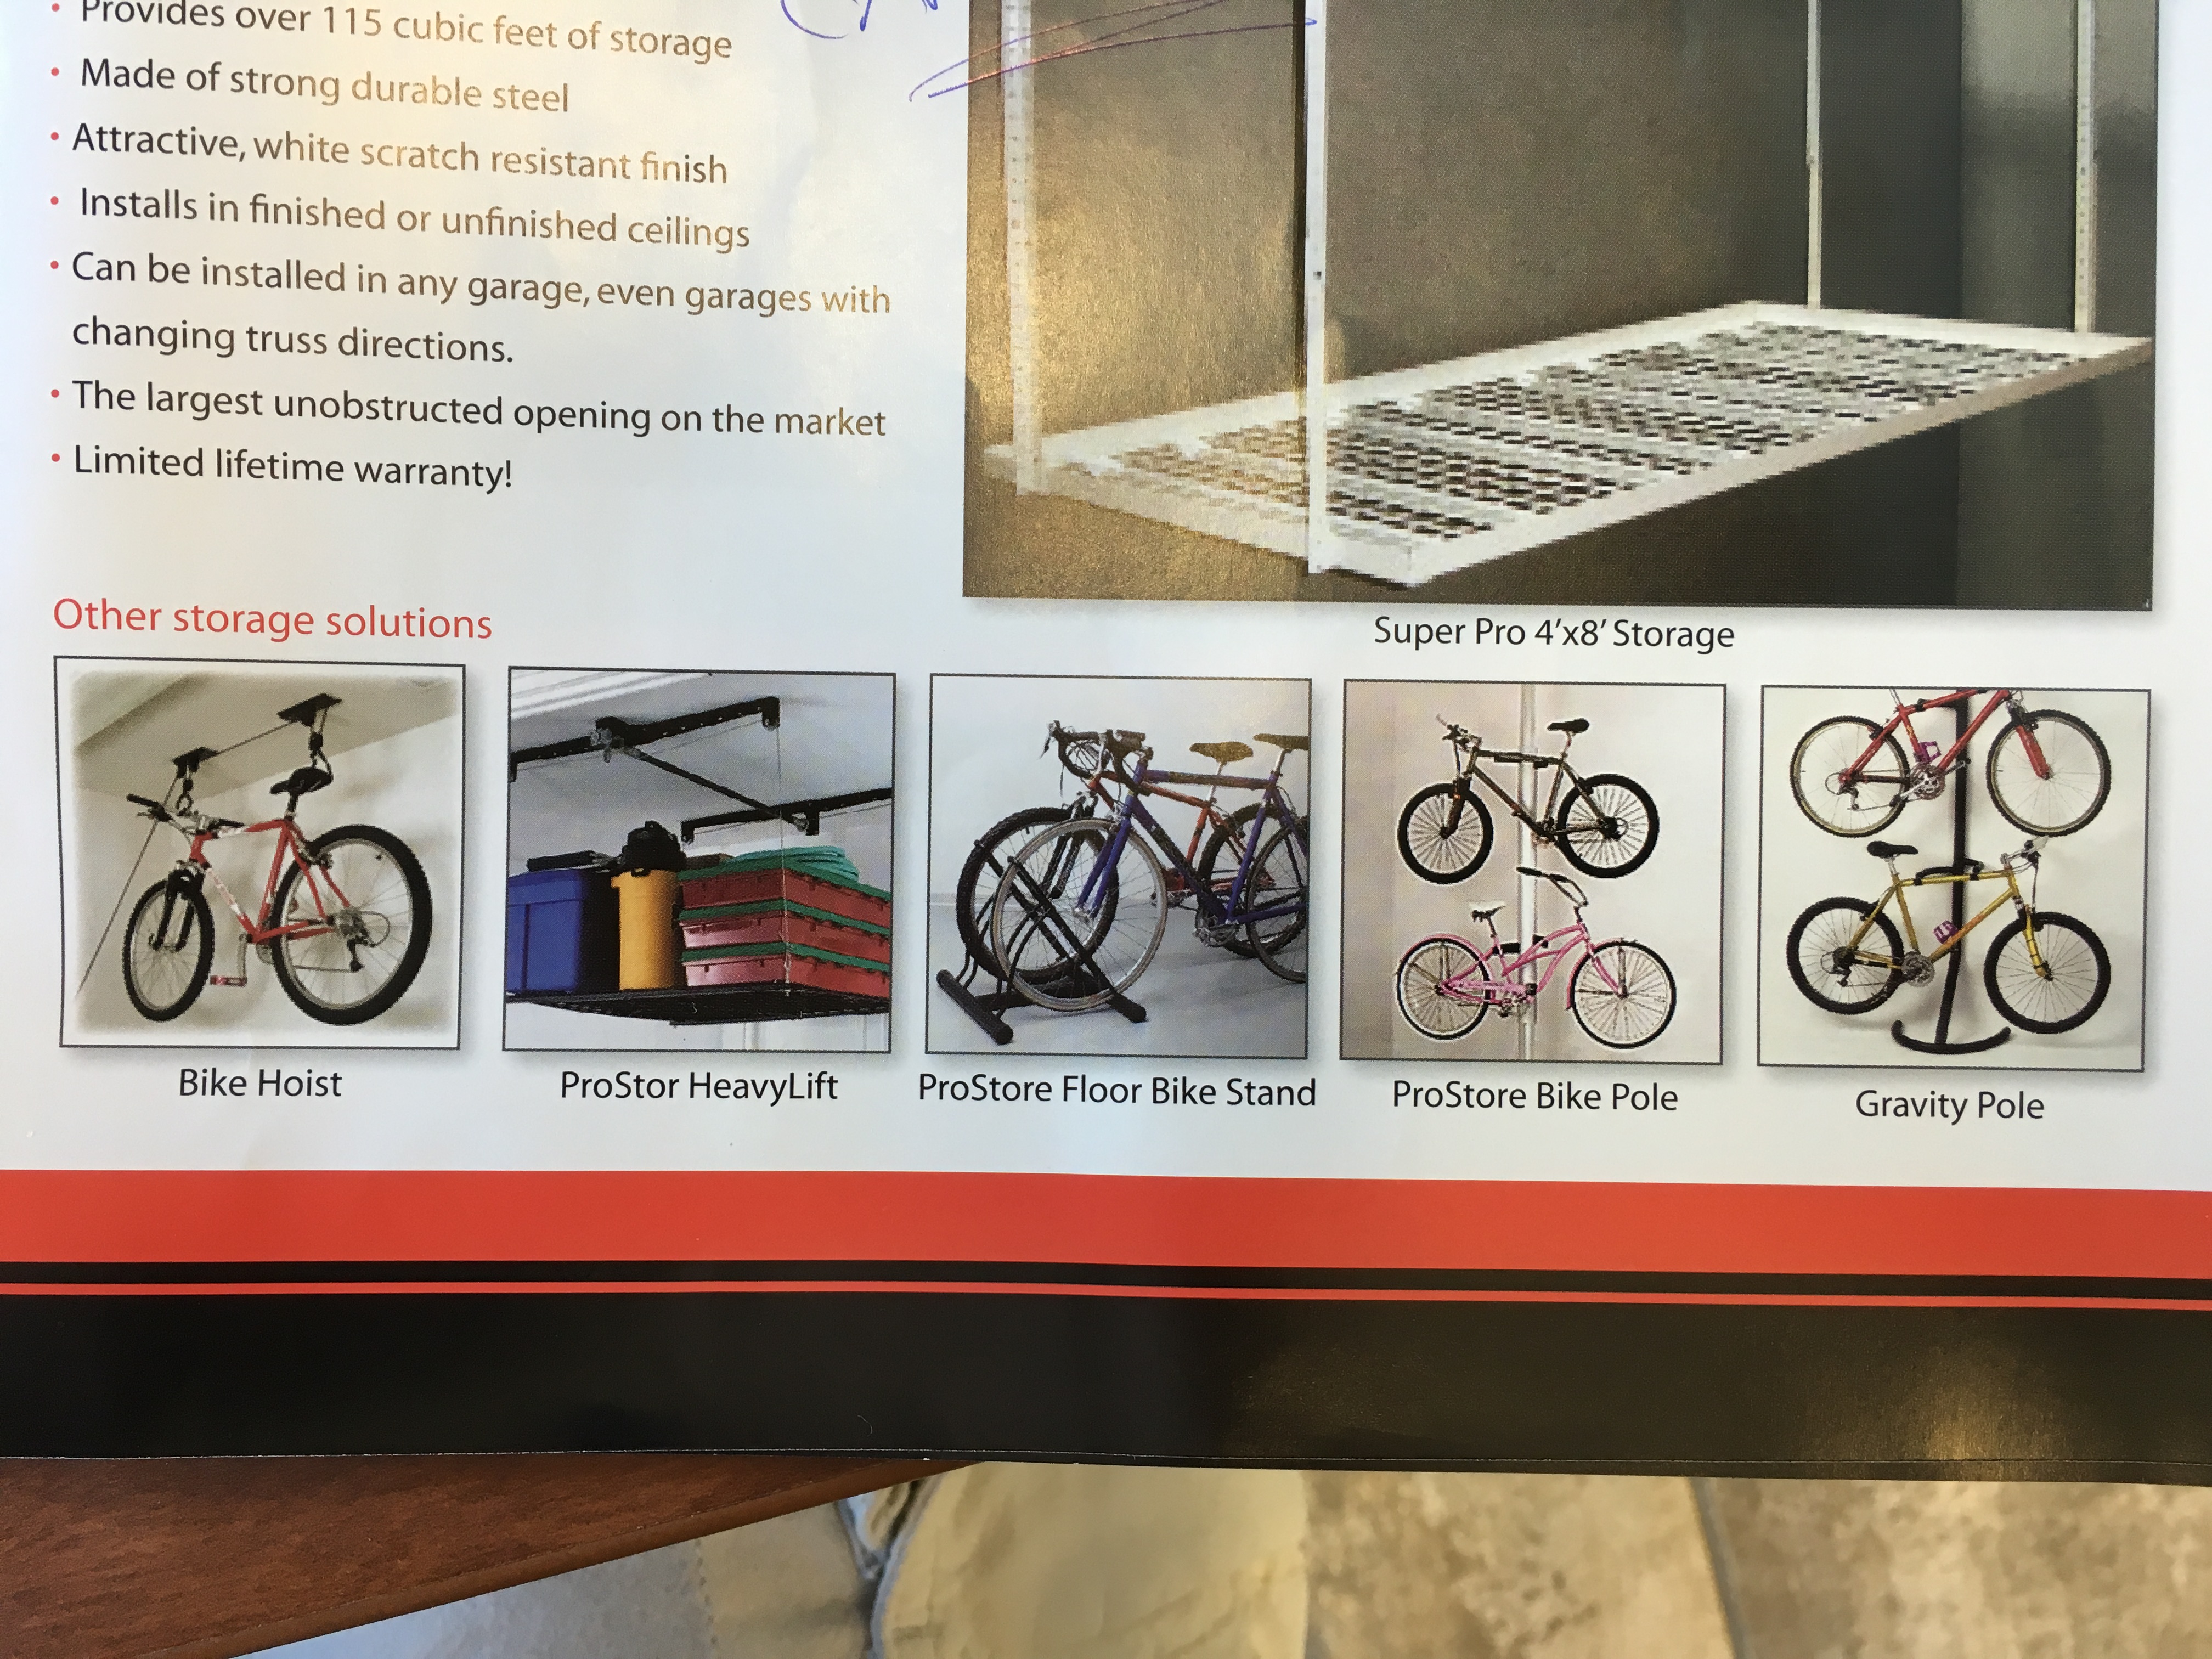 • Provides over 115 cubic feet of storage
• Made of strong durable steel
• Attractive, white scratch resistant finish
• Installs in finished or unfinished ceilings
• Can be installed in any garage, even garages with
changing truss directions.
• The largest unobstructed opening on the market
• Limited lifetime warranty!
Super Pro 4'x8' Storage
Other storage solutions
Bike Hoist
ProStor HeavyLift
ProStore Floor Bike Stand
ProStore Bike Pole
Gravity Pole